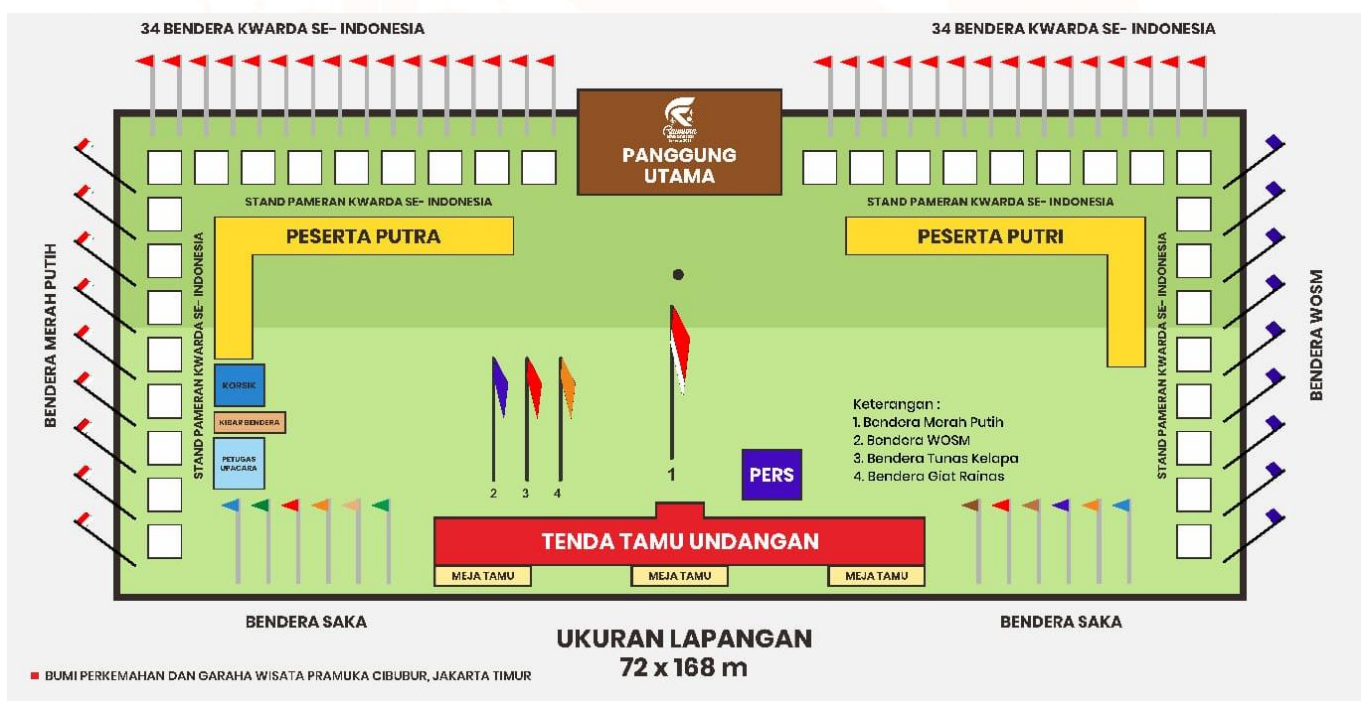 34 BENDERA KWARDA SE- INDONESIA
34 BENDERA KWARDA SE- INDONESIA
PANGGUNG
UTAMA
STAND PAMERAN KWARDA SE- INDONESIA
STAND PAMERAN KWARDA SE- INDONESIA
PESERTA PUTRA
PESERTA PUTRI
BENDERA MERAH PUTIH
STAND PAMERAN KWARDA SE- INDONESIA
STAND PAMERAN KWARDA SE- INDONESIA
BENDERA WOSM
KORSIK
KIBAR BENDERA
PETUGAS
UPACARA
2
3
4
1
PERS
Keterangan :
1. Bendera Merah Putih
2. Bendera WOSM
3. Bendera Tunas Kelapa
4. Bendera Giat Rainas
TENDA TAMU UNDANGAN
MEJA TAMU
MEJA TAMU
MEJA TAMU
BENDERA SAKA
BENDERA SAKA
UKURAN LAPANGAN
72 x 168 m
BUMI PERKEMAHAN DAN GARAHA WISATA PRAMUKA CIBUBUR, JAKARTA TIMUR